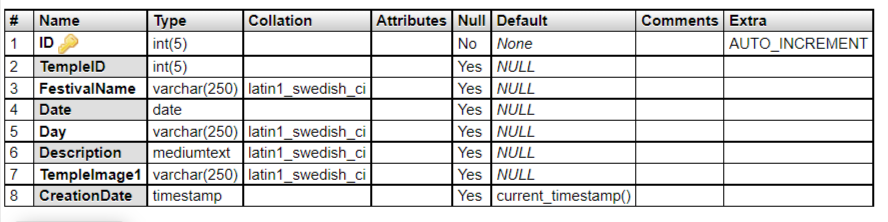 # Name Type Collation Attributes Null Default Comments Extra
1 ID int(5) No None AUTO_INCREMENT
2 TempleID int(5) Yes NULL
3 FestivalName varchar(250) latin1_swedish_ci Yes NULL
4 Date date Yes NULL
5 Day varchar(250) latin1_swedish_ci Yes NULL
6 Description mediumtext latin1_swedish_ci Yes NULL
7 TempleImage1 varchar(250) latin1_swedish_ci Yes NULL
8 CreationDate timestamp Yes current_timestamp()